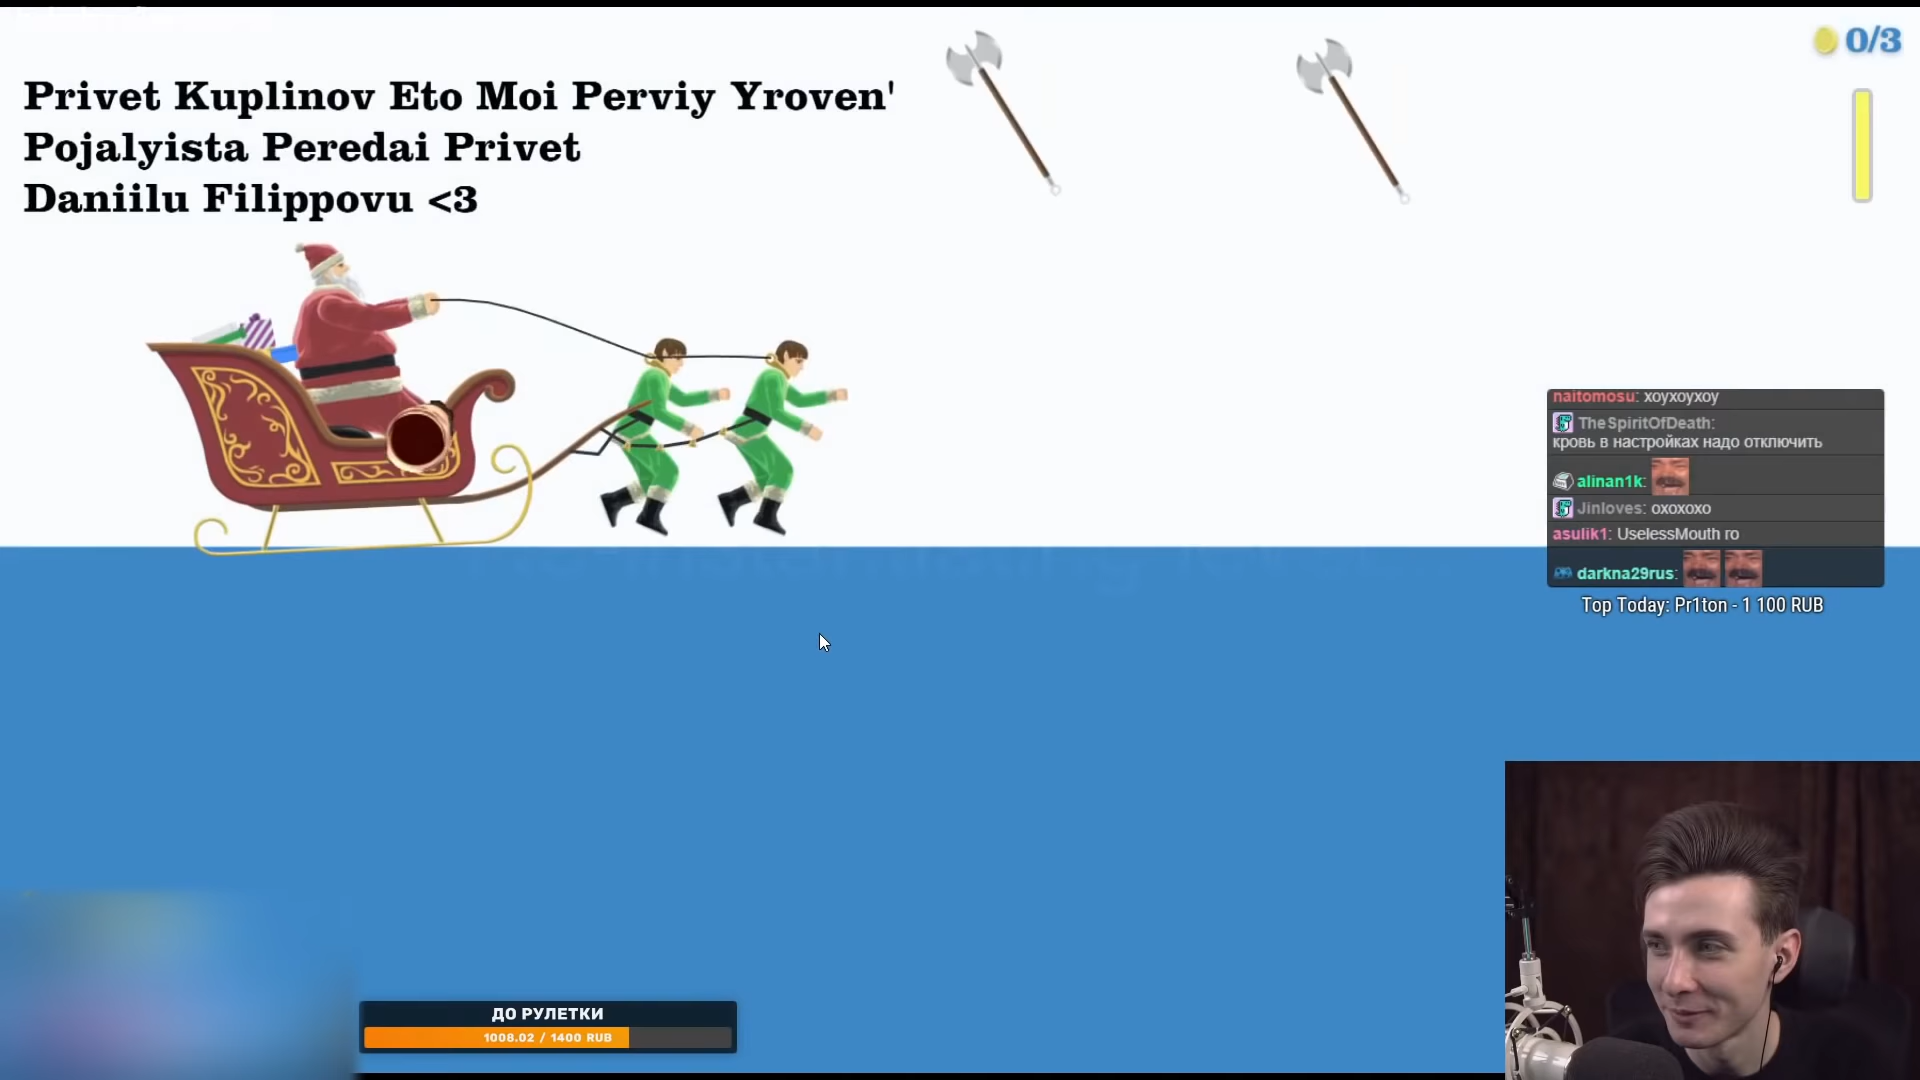 0/3
Privet Kuplinov Eto Moi Perviy Yroven'
Pojalyista Peredai Privet
Daniilu Filippovu <3
naitomosu: хоухоухоу
TheSpiritOfDeath:
кровь в настройках надо отключить
alinan1k:
Jinloves: охохохо
asulik1: UselessMouth го
darkna29rus:
Top Today: Pr1ton - 1 100 RUB
ДО РУЛЕТКИ
1008.02 / 1400 RUB